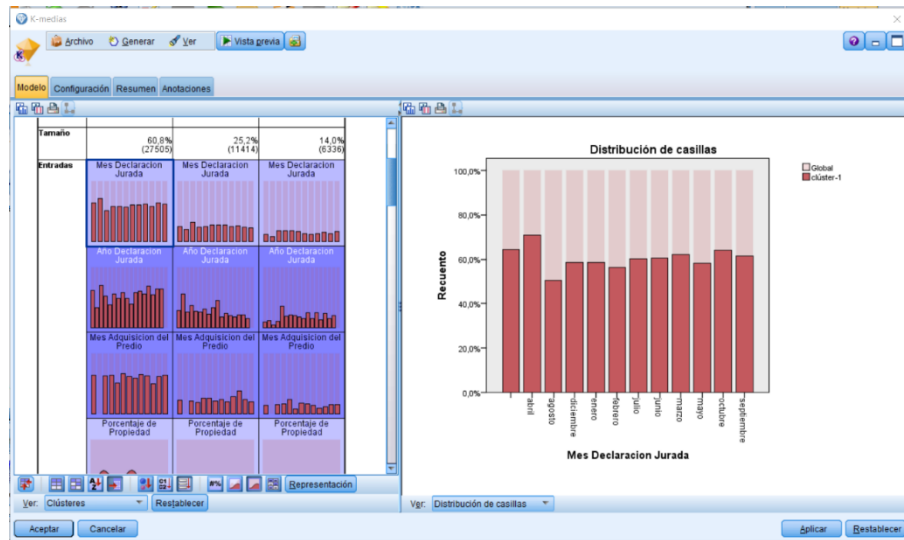 K-medias
Archivo Generar Ver Vista previa
Modelo Configuración Resumen Anotaciones
Tamaño
60,8% 25,2% 14,0%
(27505) (11414) (6336)
Entradas
Mes Declaracion Jurada
Mes Declaracion Jurada
Mes Declaracion Jurada
Año Declaracion Jurada
Año Declaracion Jurada
Año Declaracion Jurada
Mes Adquisicion del Predio
Mes Adquisicion del Predio
Mes Adquisicion del Predio
Porcentaje de Propiedad
Porcentaje de Propiedad
Porcentaje de Propiedad
Representación
Ver: Clústeres Restablecer
Distribución de casillas
Global
clúster-1
100,0%
80,0%
60,0%
40,0%
20,0%
0,0%
Recuento
abril
agosto
diciembre
enero
febrero
julio
junio
marzo
mayo
octubre
septiembre
Mes Declaracion Jurada
Ver: Distribución de casillas
Aceptar Cancelar Aplicar Restablecer